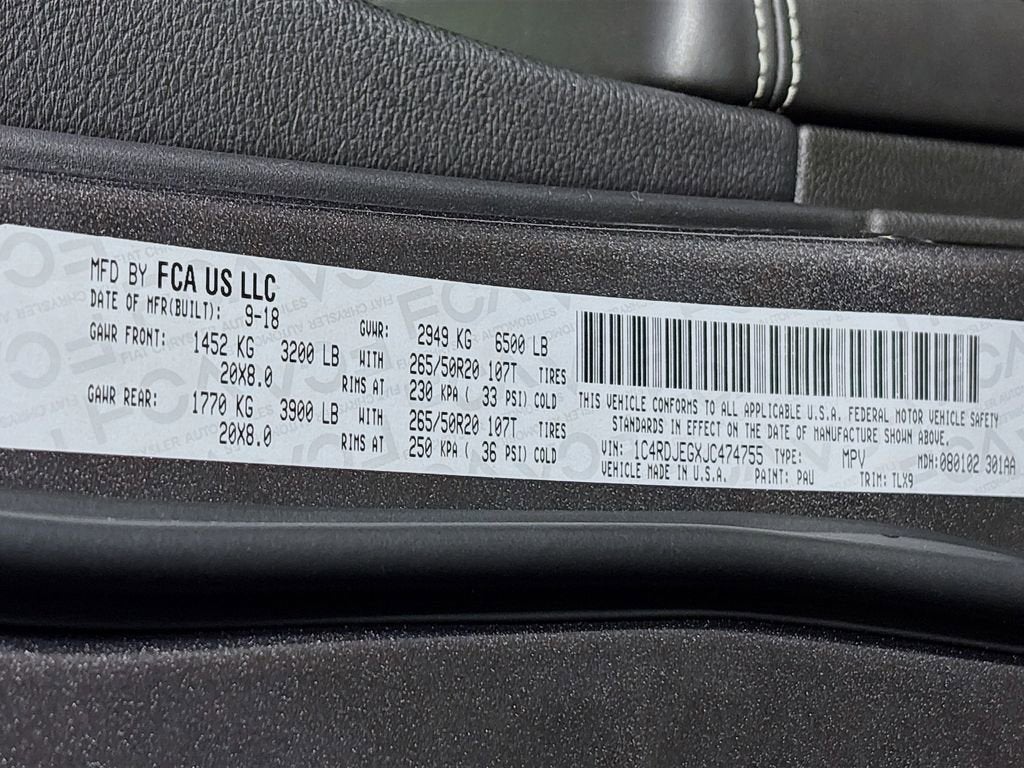 MFD BY FCA US LLC
DATE OF MFR(BUILT): 9-18
GAWR FRONT: 1452 KG 3200 LB
20X8.0
GAWR REAR: 1770 KG 3900 LB
20X8.0
GVWR: 2949 KG 6500 LB
WITH 265/50R20 107T TIRES
RIMS AT 230 KPA ( 33 PSI) COLD
WITH 265/50R20 107T TIRES
RIMS AT 250 KPA ( 36 PSI) COLD
THIS VEHICLE CONFORMS TO ALL APPLICABLE U.S.A. FEDERAL MOTOR VEHICLE SAFETY
STANDARDS IN EFFECT ON THE DATE OF MANUFACTURE SHOWN ABOVE.
VIN: 1C4RDJEGXJC474755 TYPE: MPV MDH:080102 301AA
VEHICLE MADE IN U.S.A. PAINT: PAU TRIM: TLX9